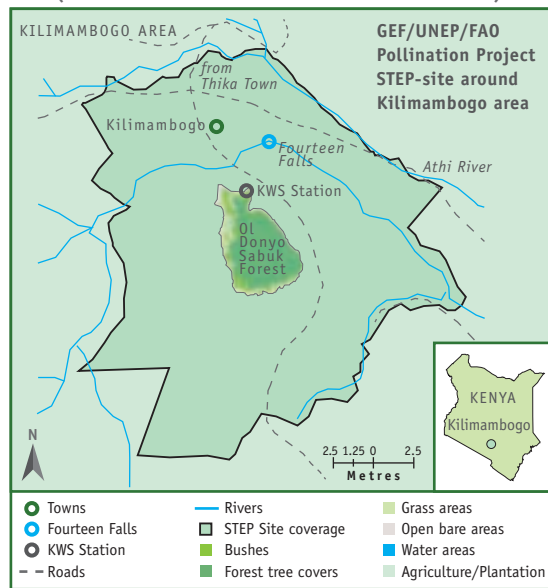 KILIMAMBOGO AREA
GEF/UNEP/FAO
Pollination Project
STEP-site around
Kilimambogo area
from
Thika Town
Kilimambogo
Fourteen
Falls
Athi River
KWS Station
Ol
Donyo
Sabuk
Forest
KENYA
Kilimambogo
N
2.5 1.25 0 2.5
Metres
Towns
Fourteen Falls
KWS Station
Roads
Rivers
STEP Site coverage
Bushes
Forest tree covers
Grass areas
Open bare areas
Water areas
Agriculture/Plantation